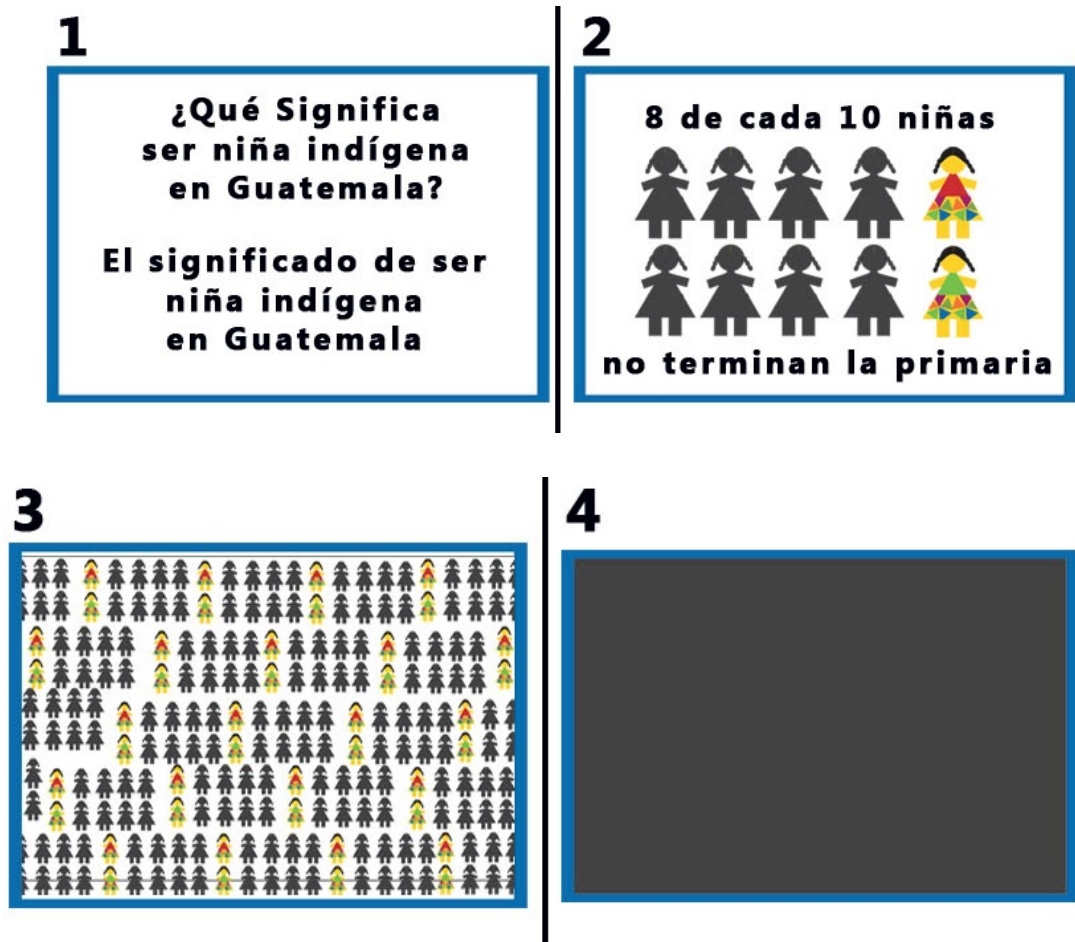 1
¿Qué Significa
ser niña indígena
en Guatemala?
El significado de ser
niña indígena
en Guatemala
2
8 de cada 10 niñas
no terminan la primaria
3
4